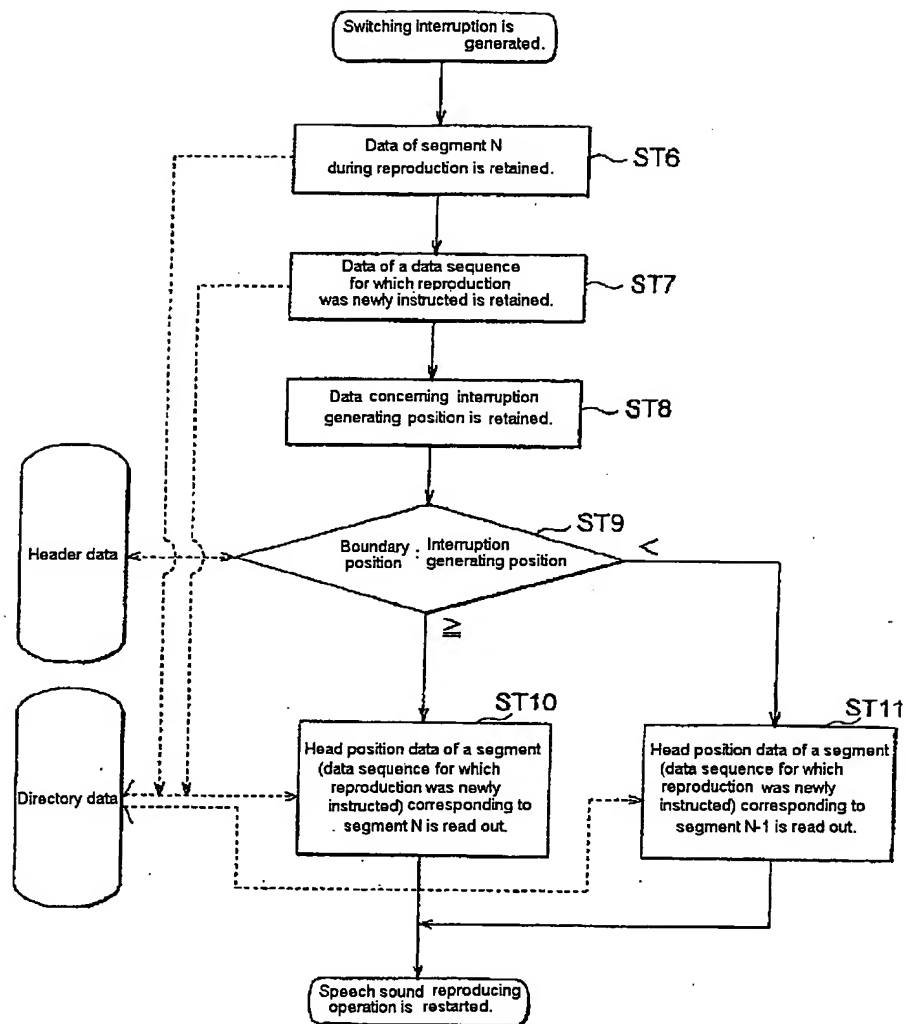 Switching interruption is
generated.
Data of segment N
during reproduction is retained.
ST6
Data of a data sequence
for which reproduction
was newly instructed is retained.
ST7
Data concerning interruption
generating position is retained.
ST8
ST9
Header data
Boundary position : Interruption generating position
<
≧
ST10
Directory data
Head position data of a segment
(data sequence for which
reproduction was newly
instructed) corresponding to
segment N is read out.
ST11
Head position data of a segment
(data sequence for which
reproduction was newly
instructed) corresponding to
segment N-1 is read out.
Speech sound reproducing
operation is restarted.